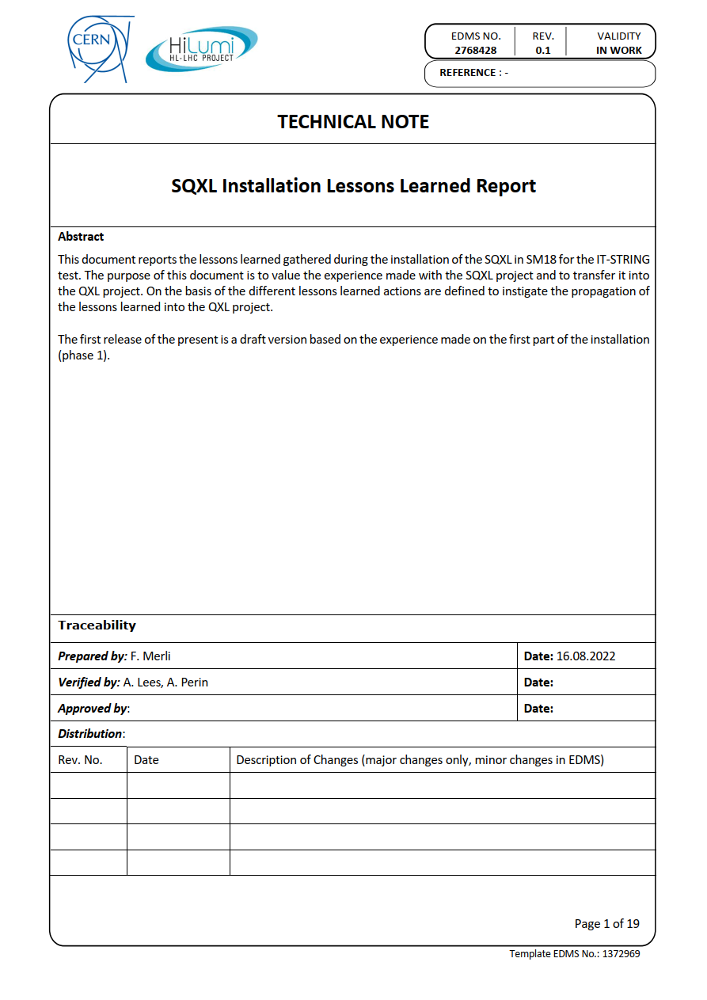 CERN
HiLumi
HL-LHC PROJECT
EDMS NO. REV. VALIDITY
2768428 0.1 IN WORK
REFERENCE : -
TECHNICAL NOTE
SQXL Installation Lessons Learned Report
Abstract
This document reports the lessons learned gathered during the installation of the SQXL in SM18 for the IT-STRING
test. The purpose of this document is to value the experience made with the SQXL project and to transfer it into
the QXL project. On the basis of the different lessons learned actions are defined to instigate the propagation of
the lessons learned into the QXL project.
The first release of the present is a draft version based on the experience made on the first part of the installation
(phase 1).
Traceability
Prepared by: F. Merli Date: 16.08.2022
Verified by: A. Lees, A. Perin Date:
Approved by: Date:
Distribution:
Rev. No. Date Description of Changes (major changes only, minor changes in EDMS)
Page 1 of 19
Template EDMS No.: 1372969